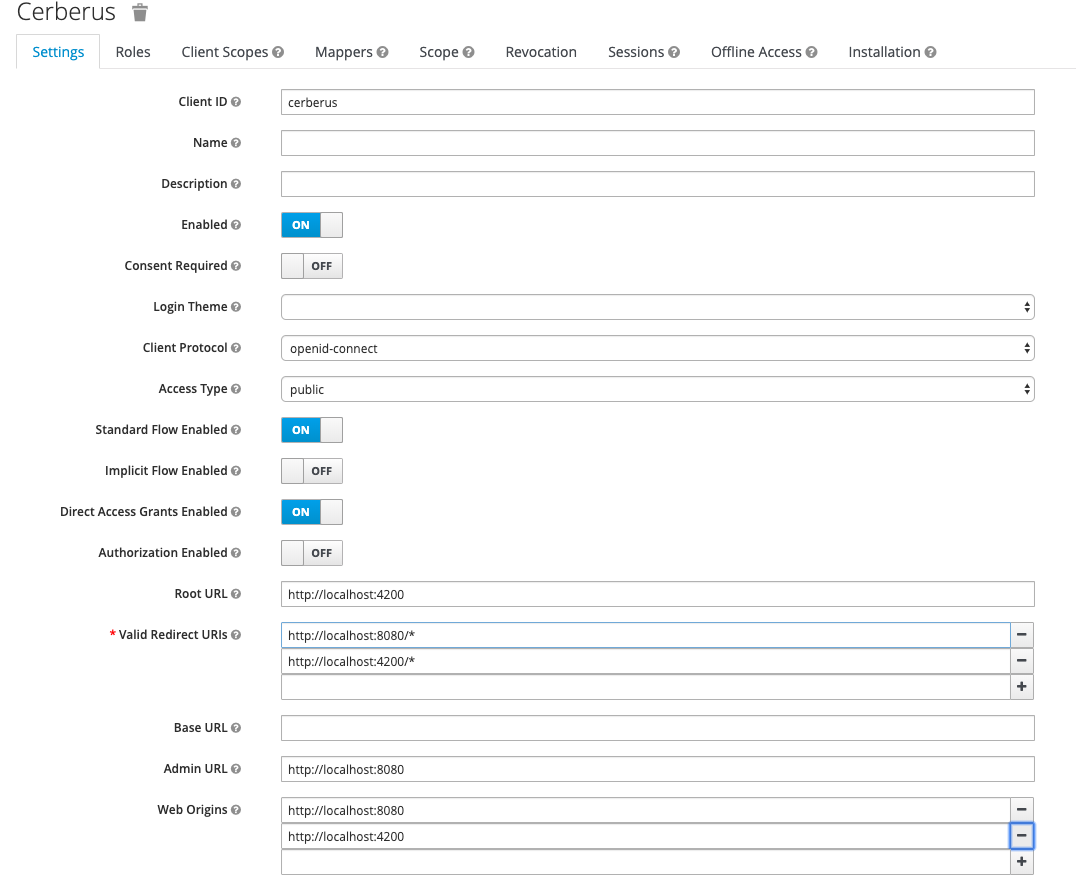 Cerberus
Settings Roles Client Scopes Mappers Scope Revocation Sessions Offline Access Installation
Client ID cerberus
Name
Description
Enabled ON
Consent Required OFF
Login Theme
Client Protocol openid-connect
Access Type public
Standard Flow Enabled ON
Implicit Flow Enabled OFF
Direct Access Grants Enabled ON
Authorization Enabled OFF
Root URL http://localhost:4200
* Valid Redirect URIs http://localhost:8080/*
http://localhost:4200/*
Base URL
Admin URL http://localhost:8080
Web Origins http://localhost:8080
http://localhost:4200